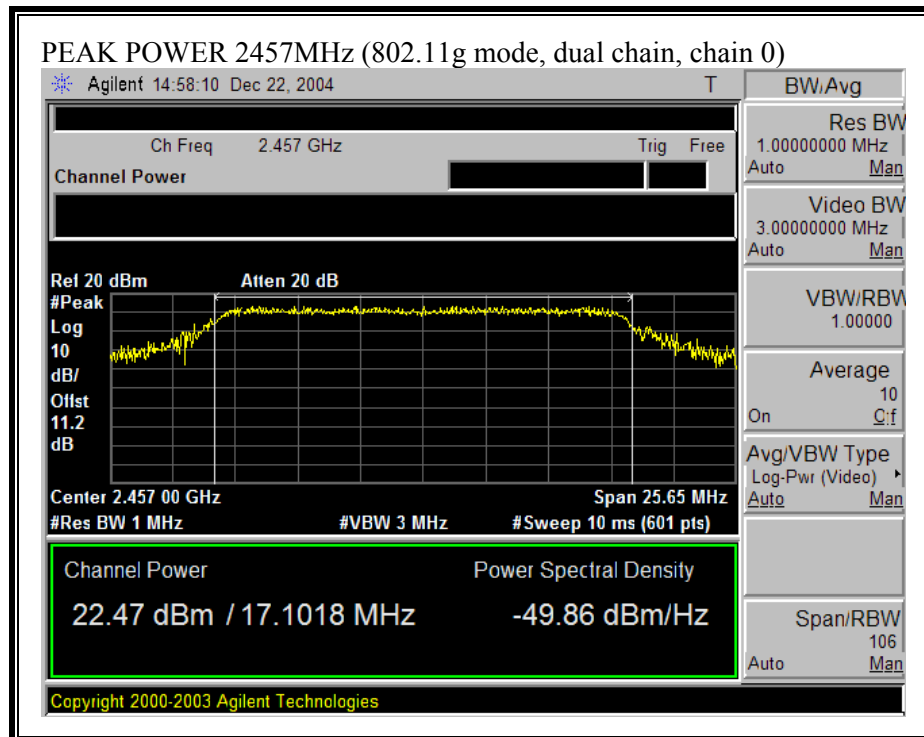 PEAK POWER 2457MHz (802.11g mode, dual chain, chain 0)
Agilent 14:58:10 Dec 22, 2004 T
Ch Freq 2.457 GHz Trig Free
Channel Power
Ref 20 dBm Atten 20 dB
#Peak
Log
10
dB/
Offst
11.2
dB
Center 2.457 00 GHz Span 25.65 MHz
#Res BW 1 MHz #VBW 3 MHz #Sweep 10 ms (601 pts)
Channel Power Power Spectral Density
22.47 dBm / 17.1018 MHz -49.86 dBm/Hz
Copyright 2000-2003 Agilent Technologies
BW/Avg
Res BW
1.00000000 MHz
Auto Man
Video BW
3.00000000 MHz
Auto Man
VBW/RBW
1.00000
Average
10
On Off
Avg/VBW Type
Log-Pwr (Video)
Auto Man
Span/RBW
106
Auto Man